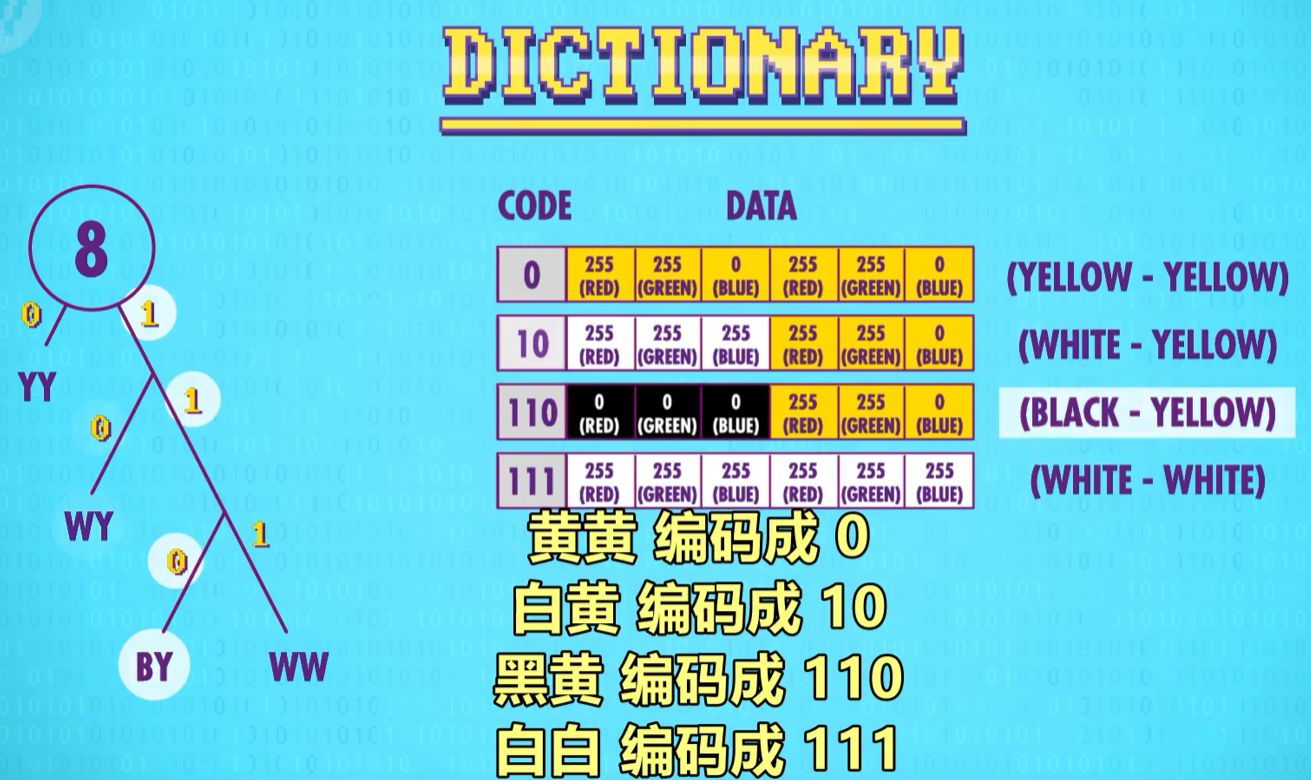 DICTIONARY
CODE DATA
8
0 1
YY
0 1
WY
0 1
BY WW
0 255 (RED) 255 (GREEN) 0 (BLUE) 255 (RED) 255 (GREEN) 0 (BLUE) (YELLOW - YELLOW)
10 255 (RED) 255 (GREEN) 255 (BLUE) 255 (RED) 255 (GREEN) 0 (BLUE) (WHITE - YELLOW)
110 0 (RED) 0 (GREEN) 0 (BLUE) 255 (RED) 255 (GREEN) 0 (BLUE) (BLACK - YELLOW)
111 255 (RED) 255 (GREEN) 255 (BLUE) 255 (RED) 255 (GREEN) 255 (BLUE) (WHITE - WHITE)
黄黄 编码成 0
白黄 编码成 10
黑黄 编码成 110
白白 编码成 111